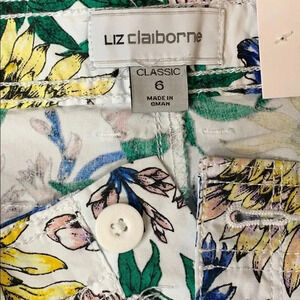 LIZ claiborne
CLASSIC
6
MADE IN
OMAN